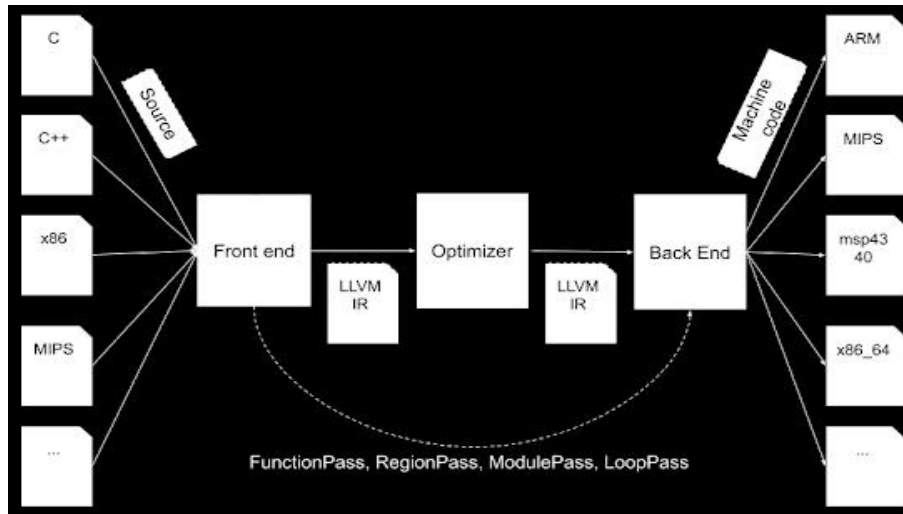 C
C++
x86
MIPS
...
Source
Front end
LLVM
IR
Optimizer
LLVM
IR
Back End
Machine
code
ARM
MIPS
msp43
40
x86_64
...
FunctionPass, RegionPass, ModulePass, LoopPass